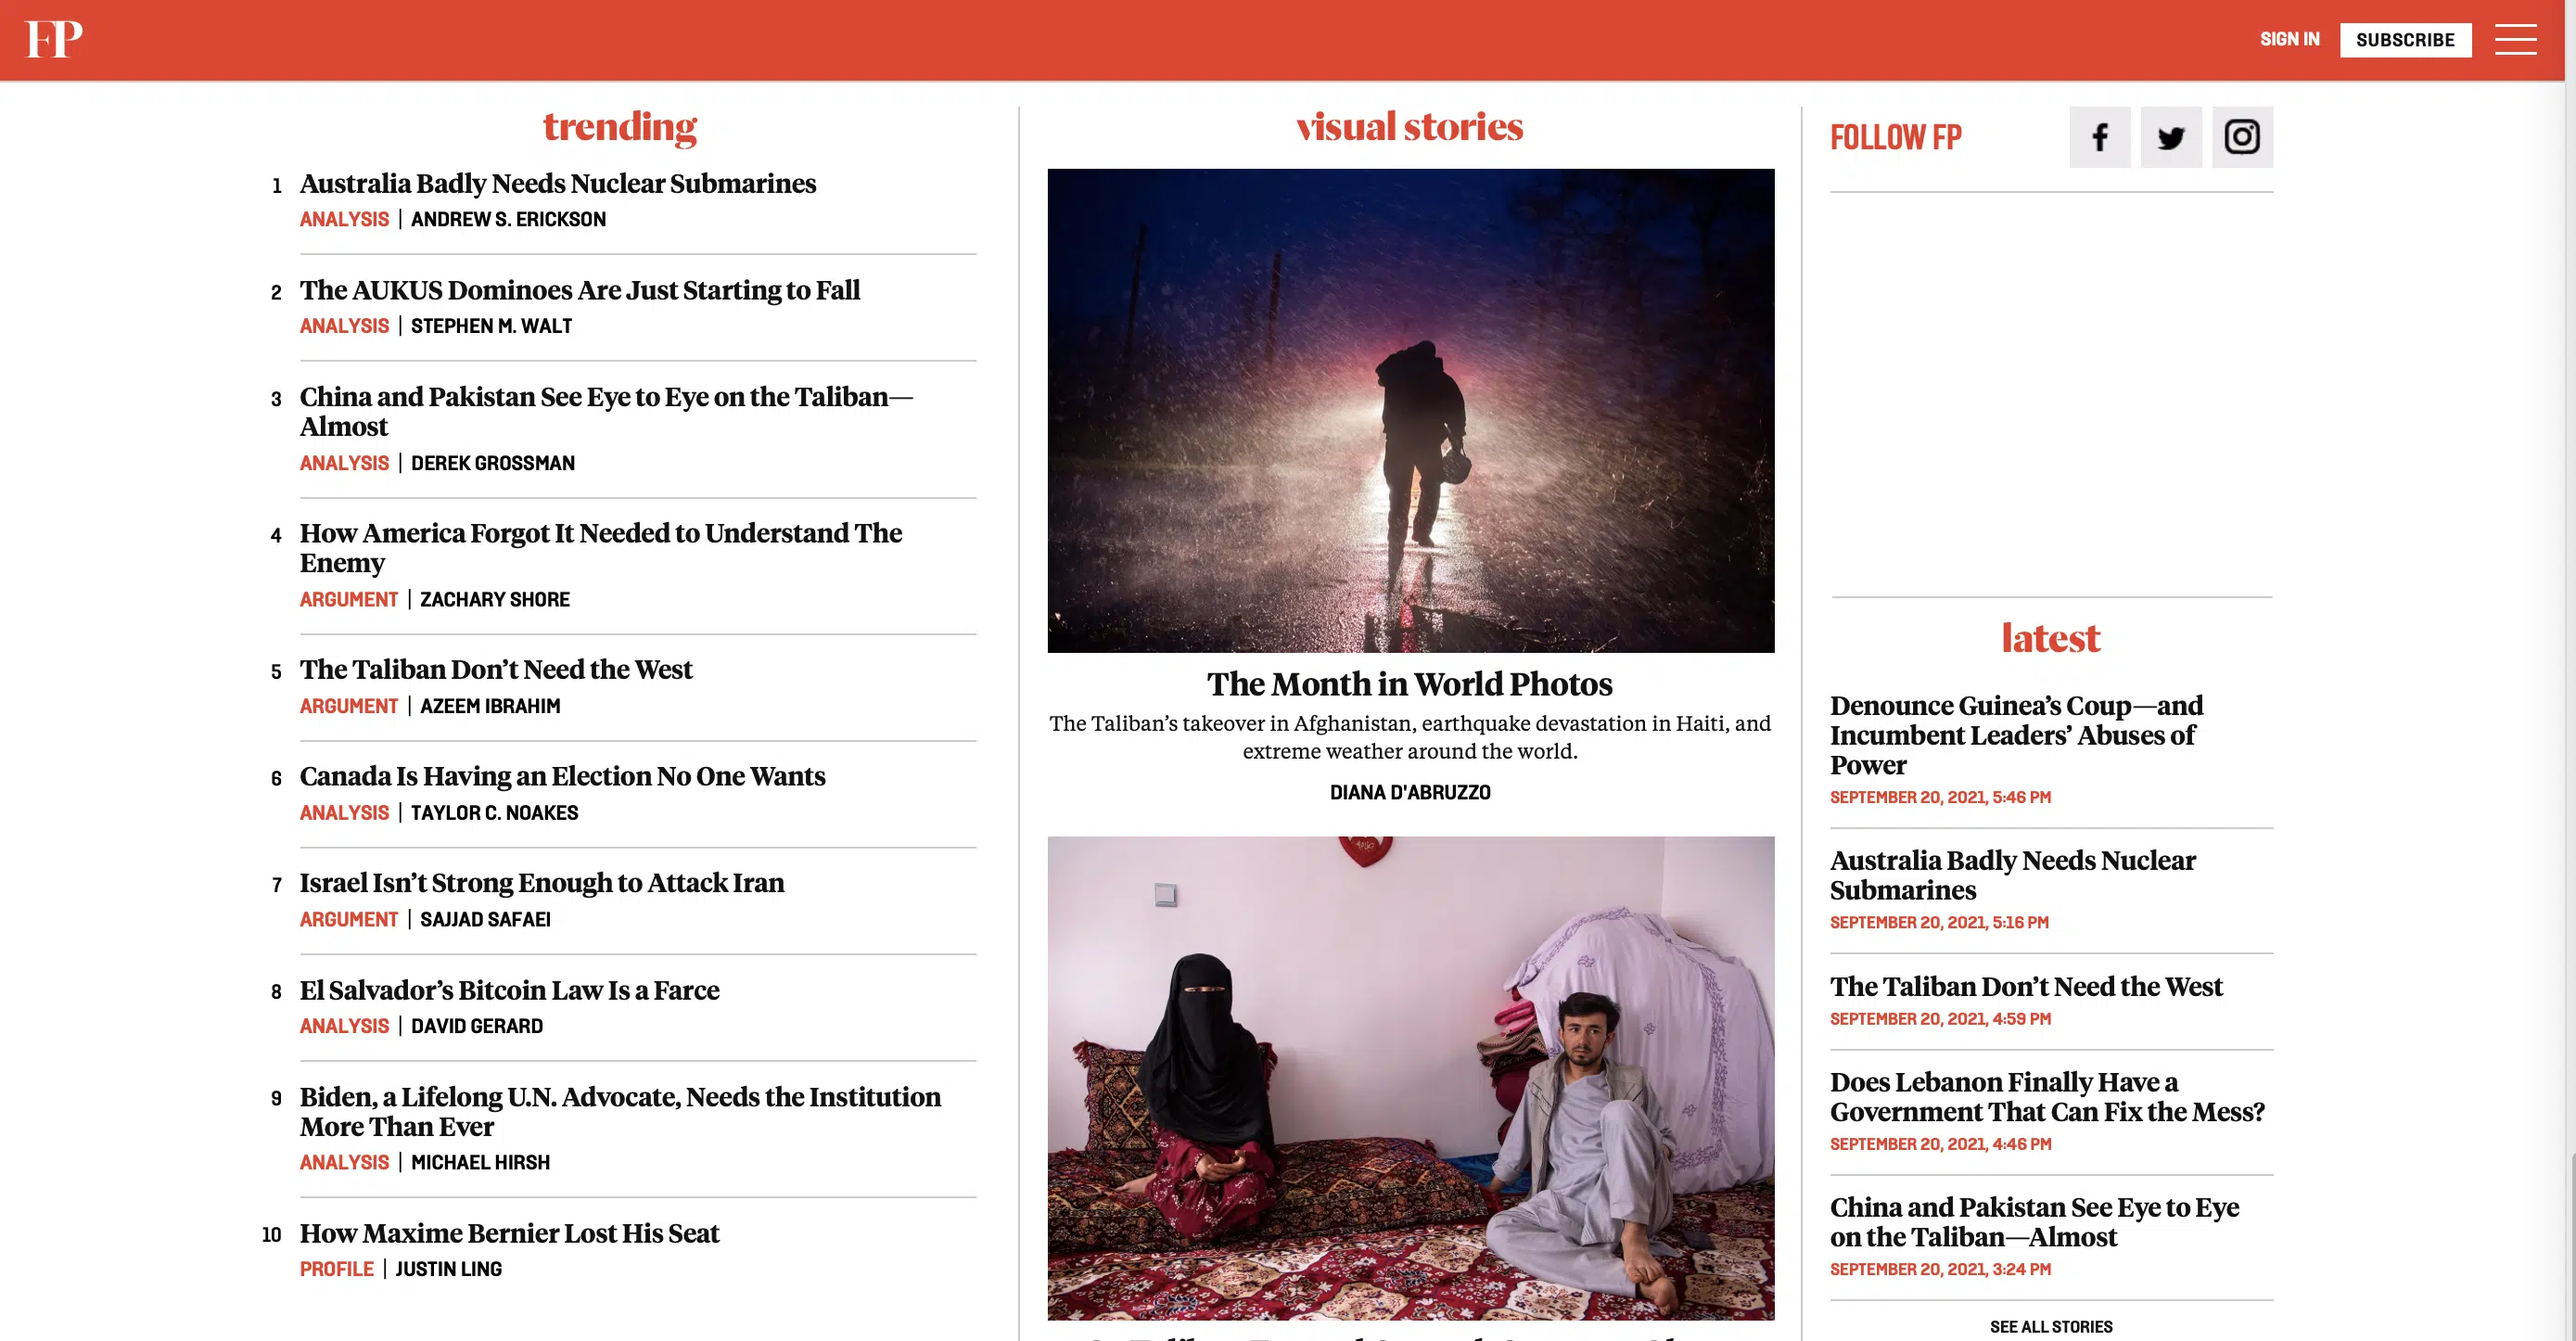 FP
SIGN IN
SUBSCRIBE
trending
1 Australia Badly Needs Nuclear Submarines
ANALYSIS | ANDREW S. ERICKSON
2 The AUKUS Dominoes Are Just Starting to Fall
ANALYSIS | STEPHEN M. WALT
3 China and Pakistan See Eye to Eye on the Taliban—
Almost
ANALYSIS | DEREK GROSSMAN
4 How America Forgot It Needed to Understand The
Enemy
ARGUMENT | ZACHARY SHORE
5 The Taliban Don’t Need the West
ARGUMENT | AZEEM IBRAHIM
6 Canada Is Having an Election No One Wants
ANALYSIS | TAYLOR C. NOAKES
7 Israel Isn’t Strong Enough to Attack Iran
ARGUMENT | SAJJAD SAFAEI
8 El Salvador’s Bitcoin Law Is a Farce
ANALYSIS | DAVID GERARD
9 Biden, a Lifelong U.N. Advocate, Needs the Institution
More Than Ever
ANALYSIS | MICHAEL HIRSH
10 How Maxime Bernier Lost His Seat
PROFILE | JUSTIN LING
visual stories
The Month in World Photos
The Taliban’s takeover in Afghanistan, earthquake devastation in Haiti, and
extreme weather around the world.
DIANA D'ABRUZZO
FOLLOW FP
latest
Denounce Guinea’s Coup—and
Incumbent Leaders’ Abuses of
Power
SEPTEMBER 20, 2021, 5:46 PM
Australia Badly Needs Nuclear
Submarines
SEPTEMBER 20, 2021, 5:16 PM
The Taliban Don’t Need the West
SEPTEMBER 20, 2021, 4:59 PM
Does Lebanon Finally Have a
Government That Can Fix the Mess?
SEPTEMBER 20, 2021, 4:46 PM
China and Pakistan See Eye to Eye
on the Taliban—Almost
SEPTEMBER 20, 2021, 3:24 PM
SEE ALL STORIES